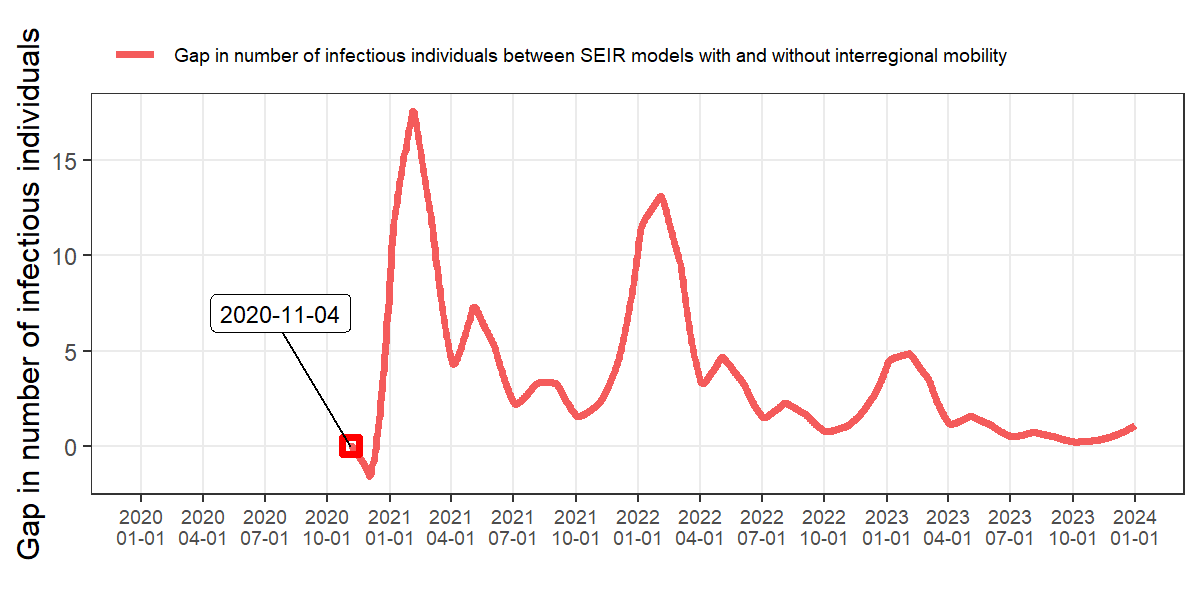 Gap in number of infectious individuals between SEIR models with and without interregional mobility
Gap in number of infectious individuals
15
10
5
0
2020-11-04
2020 2020 2020 2020 2021 2021 2021 2021 2022 2022 2022 2022 2023 2023 2023 2023 2024
01-01 04-01 07-01 10-01 01-01 04-01 07-01 10-01 01-01 04-01 07-01 10-01 01-01 04-01 07-01 10-01 01-01